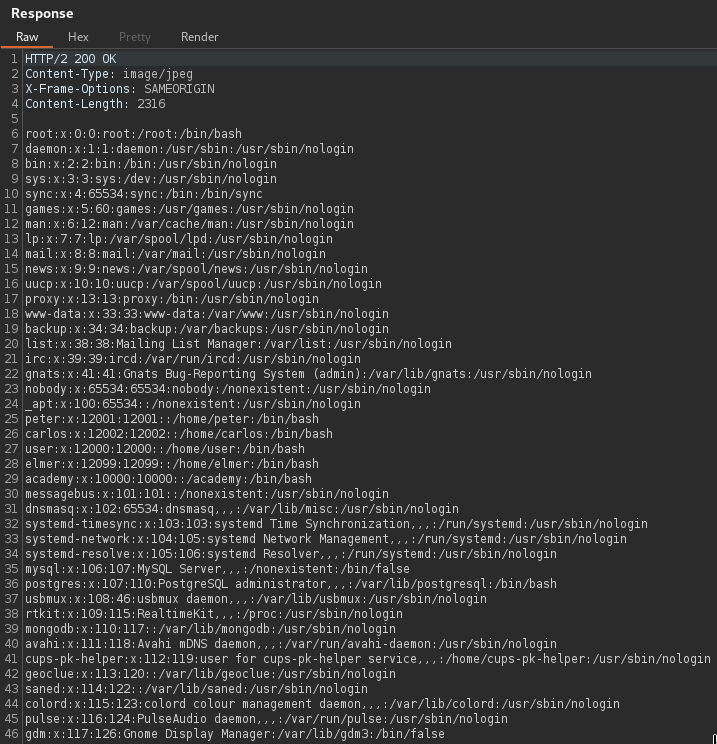 Response
Raw Hex Pretty Render
1 HTTP/2 200 OK
2 Content-Type: image/jpeg
3 X-Frame-Options: SAMEORIGIN
4 Content-Length: 2316
5
6 root:x:0:0:root:/root:/bin/bash
7 daemon:x:1:1:daemon:/usr/sbin:/usr/sbin/nologin
8 bin:x:2:2:bin:/bin:/usr/sbin/nologin
9 sys:x:3:3:sys:/dev:/usr/sbin/nologin
10 sync:x:4:65534:sync:/bin:/bin/sync
11 games:x:5:60:games:/usr/games:/usr/sbin/nologin
12 man:x:6:12:man:/var/cache/man:/usr/sbin/nologin
13 lp:x:7:7:lp:/var/spool/lpd:/usr/sbin/nologin
14 mail:x:8:8:mail:/var/mail:/usr/sbin/nologin
15 news:x:9:9:news:/var/spool/news:/usr/sbin/nologin
16 uucp:x:10:10:uucp:/var/spool/uucp:/usr/sbin/nologin
17 proxy:x:13:13:proxy:/bin:/usr/sbin/nologin
18 www-data:x:33:33:www-data:/var/www:/usr/sbin/nologin
19 backup:x:34:34:backup:/var/backups:/usr/sbin/nologin
20 list:x:38:38:Mailing List Manager:/var/list:/usr/sbin/nologin
21 irc:x:39:39:ircd:/var/run/ircd:/usr/sbin/nologin
22 gnats:x:41:41:Gnats Bug-Reporting System (admin):/var/lib/gnats:/usr/sbin/nologin
23 nobody:x:65534:65534:nobody:/nonexistent:/usr/sbin/nologin
24 _apt:x:100:65534::/nonexistent:/usr/sbin/nologin
25 peter:x:12001:12001::/home/peter:/bin/bash
26 carlos:x:12002:12002::/home/carlos:/bin/bash
27 user:x:12000:12000::/home/user:/bin/bash
28 elmer:x:12099:12099::/home/elmer:/bin/bash
29 academy:x:10000:10000::/academy:/bin/bash
30 messagebus:x:101:101::/nonexistent:/usr/sbin/nologin
31 dnsmasq:x:102:65534:dnsmasq,,,:/var/lib/misc:/usr/sbin/nologin
32 systemd-timesync:x:103:103:systemd Time Synchronization,,,:/run/systemd:/usr/sbin/nologin
33 systemd-network:x:104:105:systemd Network Management,,,:/run/systemd:/usr/sbin/nologin
34 systemd-resolve:x:105:106:systemd Resolver,,,:/run/systemd:/usr/sbin/nologin
35 mysql:x:106:107:MySQL Server,,,:/nonexistent:/bin/false
36 postgres:x:107:110:PostgreSQL administrator,,,:/var/lib/postgresql:/bin/bash
37 usbmux:x:108:46:usbmux daemon,,,:/var/lib/usbmux:/usr/sbin/nologin
38 rtkit:x:109:115:RealtimeKit,,,:/proc:/usr/sbin/nologin
39 mongodb:x:110:117::/var/lib/mongodb:/usr/sbin/nologin
40 avahi:x:111:118:Avahi mDNS daemon,,,:/var/run/avahi-daemon:/usr/sbin/nologin
41 cups-pk-helper:x:112:119:user for cups-pk-helper service,,,:/home/cups-pk-helper:/usr/sbin/nologin
42 geoclue:x:113:120::/var/lib/geoclue:/usr/sbin/nologin
43 saned:x:114:122::/var/lib/saned:/usr/sbin/nologin
44 colord:x:115:123:colord colour management daemon,,,:/var/lib/colord:/usr/sbin/nologin
45 pulse:x:116:124:PulseAudio daemon,,,:/var/run/pulse:/usr/sbin/nologin
46 gdm:x:117:126:Gnome Display Manager:/var/lib/gdm3:/bin/false